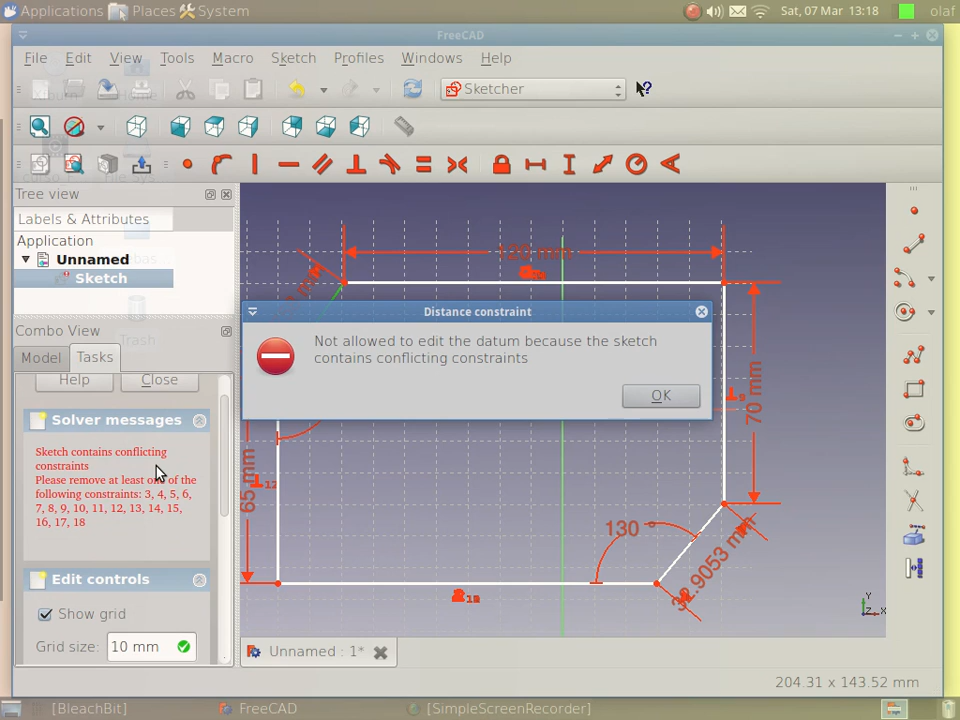 Applications Places System
Sat, 07 Mar, 13:18 olaf
FreeCAD
File Edit View Tools Macro Sketch Profiles Windows Help
Sketcher
Tree view
Labels & Attributes
Application
Unnamed
Sketch
Combo View
Trash
Model Tasks
Help Close
Solver messages
Sketch contains conflicting
constraints
Please remove at least one of the
following constraints: 3, 4, 5, 6,
7, 8, 9, 10, 11, 12, 13, 14, 15,
16, 17, 18
Edit controls
Show grid
Grid size: 10 mm
120 mm
Distance constraint
Not allowed to edit the datum because the sketch
contains conflicting constraints
OK
70 mm
65 mm
12
130 °
32.9053 mm
Y
Z X
Unnamed : 1*
204.31 x 143.52 mm
[BleachBit] FreeCAD [SimpleScreenRecorder]